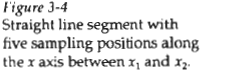 Figure 3-4
Straight line segment with
five sampling positions along
the x axis between x₁ and x₂.